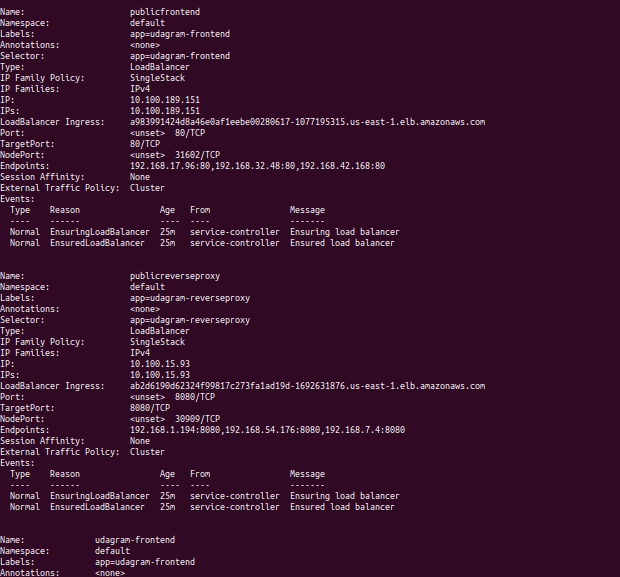 Name: publicfrontend
Namespace: default
Labels: app=udagram-frontend
Annotations: <none>
Selector: app=udagram-frontend
Type: LoadBalancer
IP Family Policy: SingleStack
IP Families: IPv4
IP: 10.100.189.151
IPs: 10.100.189.151
LoadBalancer Ingress: a983991424d8a46e0af1eebe00280617-1077195315.us-east-1.elb.amazonaws.com
Port: <unset> 80/TCP
TargetPort: 80/TCP
NodePort: <unset> 31602/TCP
Endpoints: 192.168.17.96:80,192.168.32.48:80,192.168.42.168:80
Session Affinity: None
External Traffic Policy: Cluster
Events:
Type Reason Age From Message
---- ------ ---- ---- -------
Normal EnsuringLoadBalancer 25m service-controller Ensuring load balancer
Normal EnsuredLoadBalancer 25m service-controller Ensured load balancer
Name: publicreverseproxy
Namespace: default
Labels: app=udagram-reverseproxy
Annotations: <none>
Selector: app=udagram-reverseproxy
Type: LoadBalancer
IP Family Policy: SingleStack
IP Families: IPv4
IP: 10.100.15.93
IPs: 10.100.15.93
LoadBalancer Ingress: ab2d6190d62324f99817c273fa1ad19d-1692631876.us-east-1.elb.amazonaws.com
Port: <unset> 8080/TCP
TargetPort: 8080/TCP
NodePort: <unset> 30909/TCP
Endpoints: 192.168.1.194:8080,192.168.54.176:8080,192.168.7.4:8080
Session Affinity: None
External Traffic Policy: Cluster
Events:
Type Reason Age From Message
---- ------ ---- ---- -------
Normal EnsuringLoadBalancer 25m service-controller Ensuring load balancer
Normal EnsuredLoadBalancer 25m service-controller Ensured load balancer
Name: udagram-frontend
Namespace: default
Labels: app=udagram-frontend
Annotations: <none>